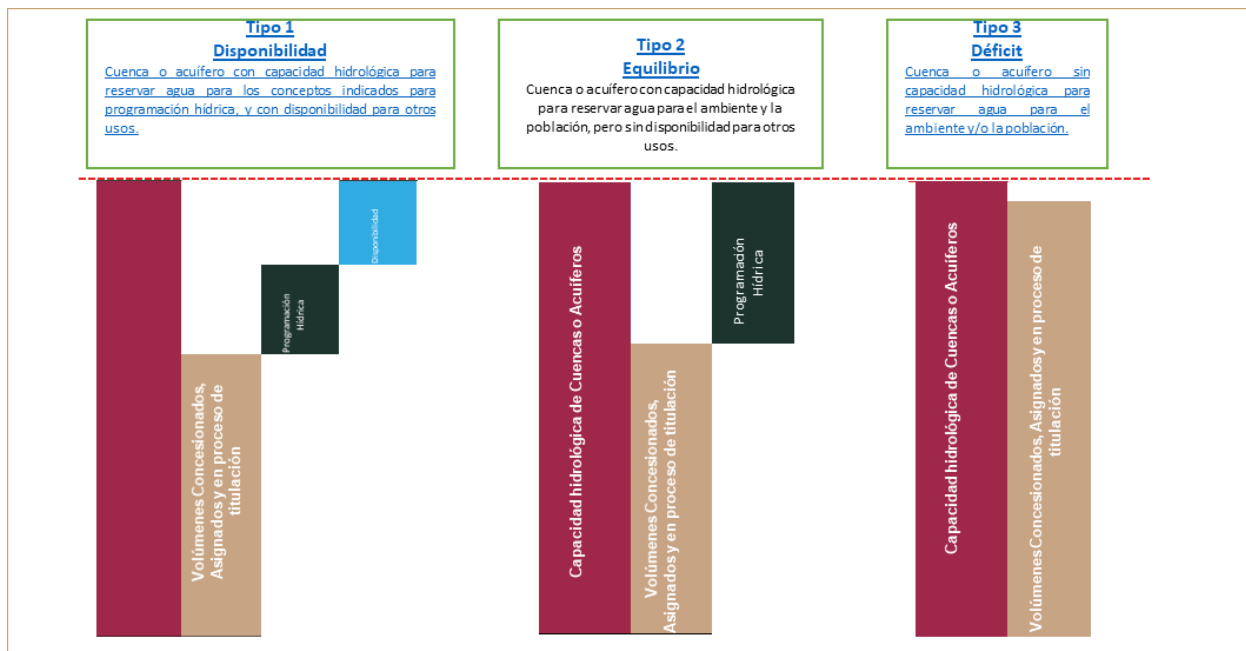 Tipo 1
Disponibilidad
Cuenca o acuífero con capacidad hidrológica para
reservar agua para los conceptos indicados para
programación hídrica, y con disponibilidad para otros
usos.
Tipo 2
Equilibrio
Cuenca o acuífero con capacidad hidrológica
para reservar agua para el ambiente y la
población, pero sin disponibilidad para otros
usos.
Tipo 3
Déficit
Cuenca o acuífero sin
capacidad hidrológica para
reservar agua para el
ambiente y/o la población.
Volúmenes Concesionados,
Asignados y en proceso de
titulación
Programación
Hídrica
Disponibilidad
Capacidad hidrológica de Cuencas o Acuíferos
Volúmenes Concesionados,
Asignados y en proceso de titulación
Programación
Hídrica
Capacidad hidrológica de Cuencas o Acuíferos
Volúmenes Concesionados, Asignados y en proceso de
titulación